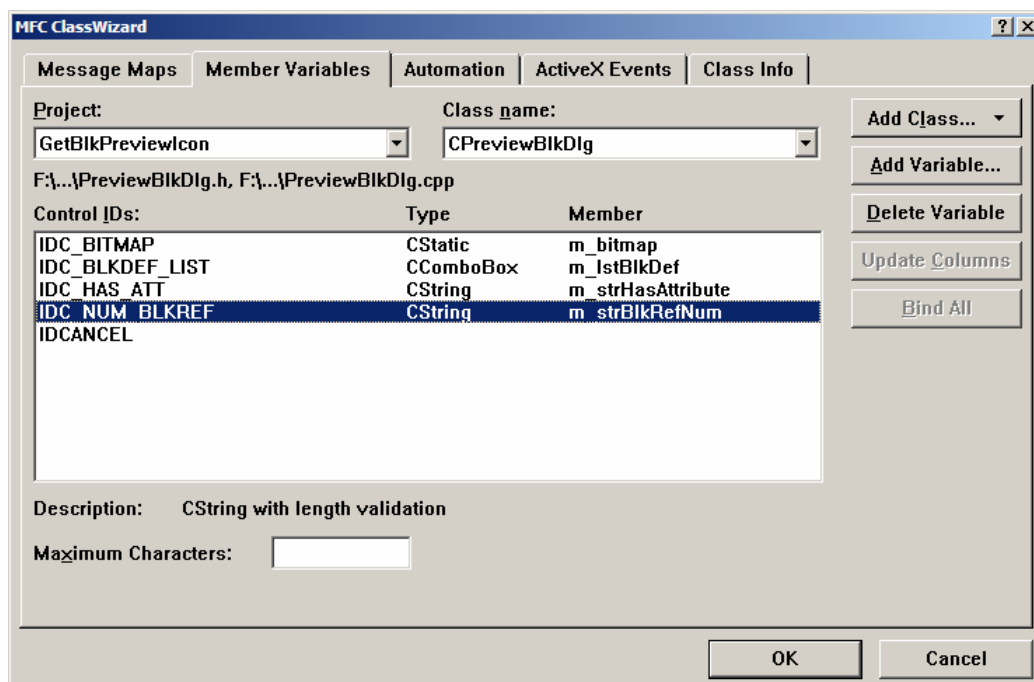 MFC ClassWizard
Message Maps Member Variables Automation ActiveX Events Class Info
Project: Class name:
GetBlkPreviewIcon CPreviewBlkDlg
Add Class...
F:\...\PreviewBlkDlg.h, F:\...\PreviewBlkDlg.cpp
Add Variable...
Control IDs: Type Member
Delete Variable
IDC_BITMAP CStatic m_bitmap
IDC_BLKDEF_LIST CComboBox m_lstBlkDef
Update Columns
IDC_HAS_ATT CString m_strHasAttribute
IDC_NUM_BLKREF CString m_strBlkRefNum
Bind All
IDCANCEL
Description: CString with length validation
Maximum Characters:
OK Cancel